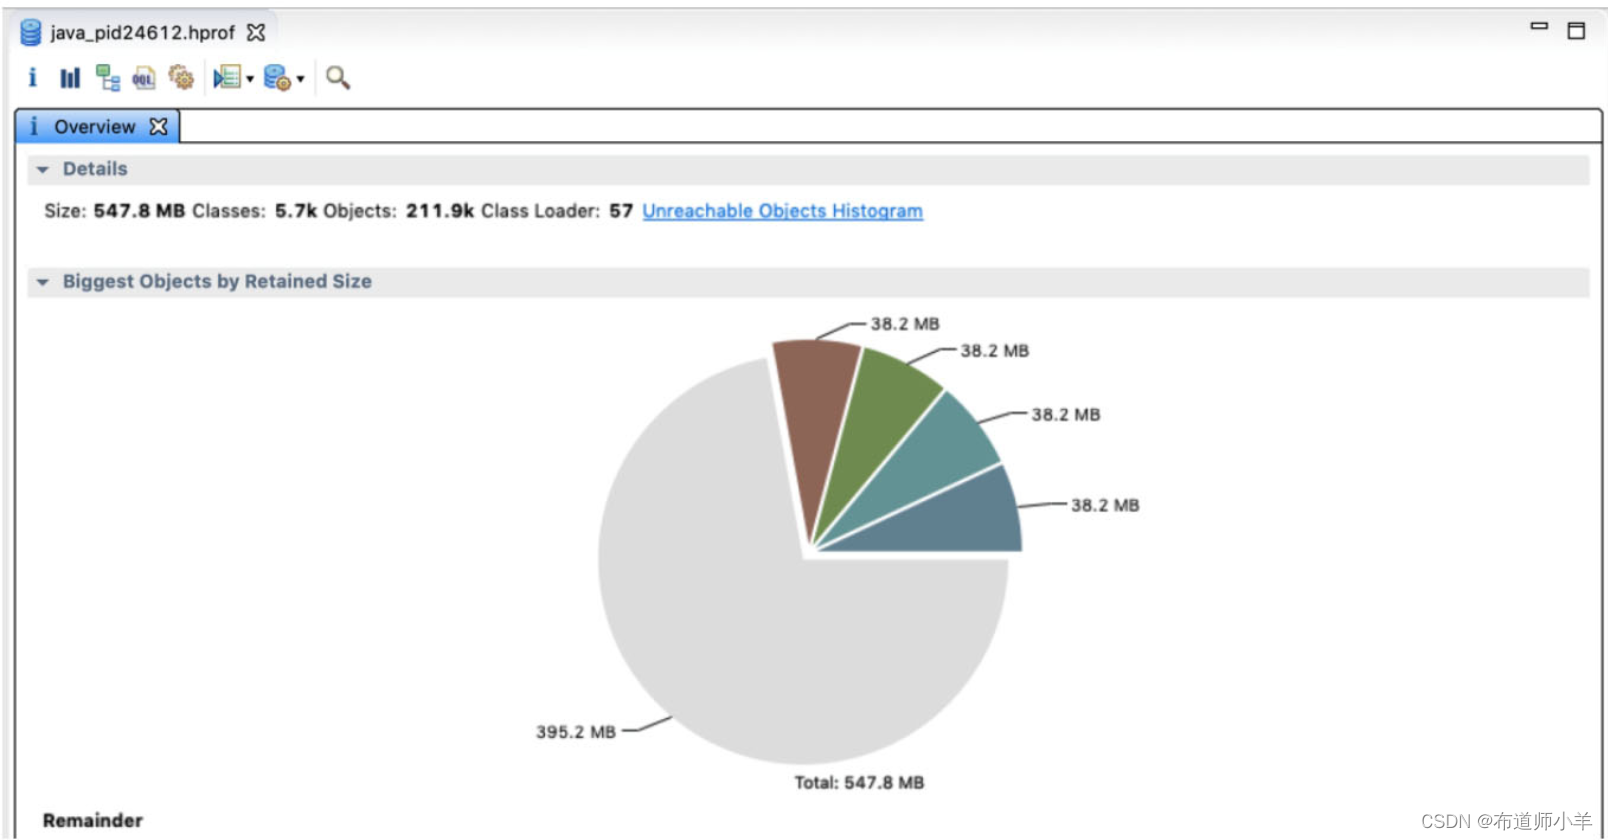 java_pid24612.hprof
i OQL
i Overview
Details
Size: 547.8 MB Classes: 5.7k Objects: 211.9k Class Loader: 57 Unreachable Objects Histogram
Biggest Objects by Retained Size
38.2 MB
38.2 MB
38.2 MB
38.2 MB
395.2 MB
Total: 547.8 MB
Remainder
CSDN @布道师小羊